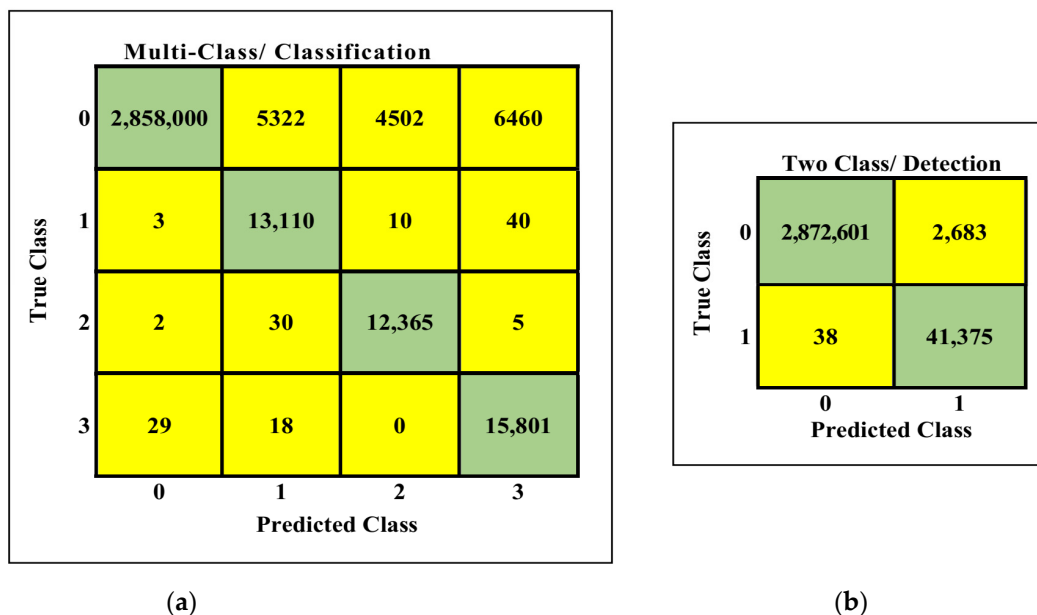 Multi-Class/ Classification
0 2,858,000 5322 4502 6460
1 3 13,110 10 40
2 2 30 12,365 5
3 29 18 0 15,801
0 1 2 3
True Class
Predicted Class
(a)
Two Class/ Detection
0 2,872,601 2,683
1 38 41,375
0 1
True Class
Predicted Class
(b)